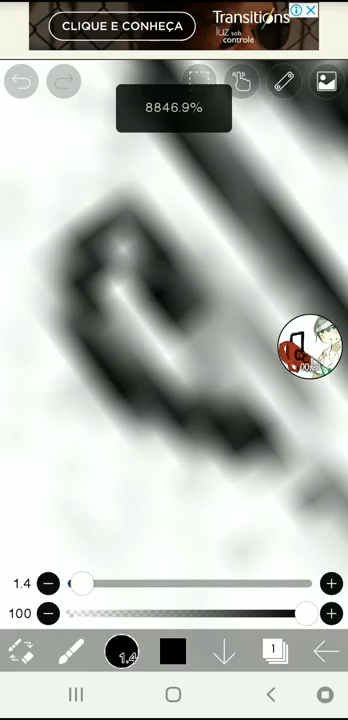 CLIQUE E CONHEÇA
Transitions
luz sob
controle
8846.9%
1.4
100
1.4
1